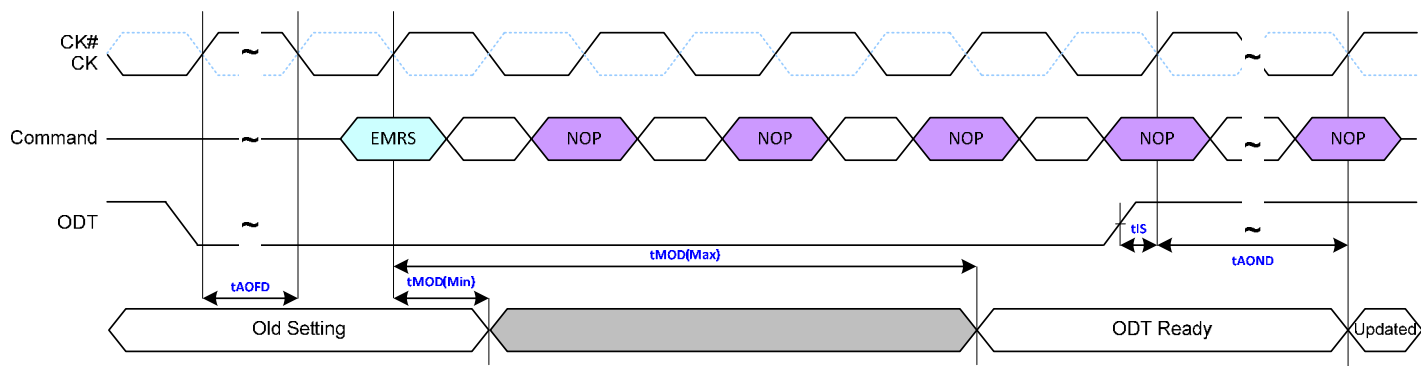 CK#
CK
~
~
Command
EMRS
NOP
NOP
NOP
NOP
NOP
~
~
ODT
~
~
tIS
tAOND
tMOD(Max)
tMOD(Min)
tAOFD
Old Setting
ODT Ready
Updated